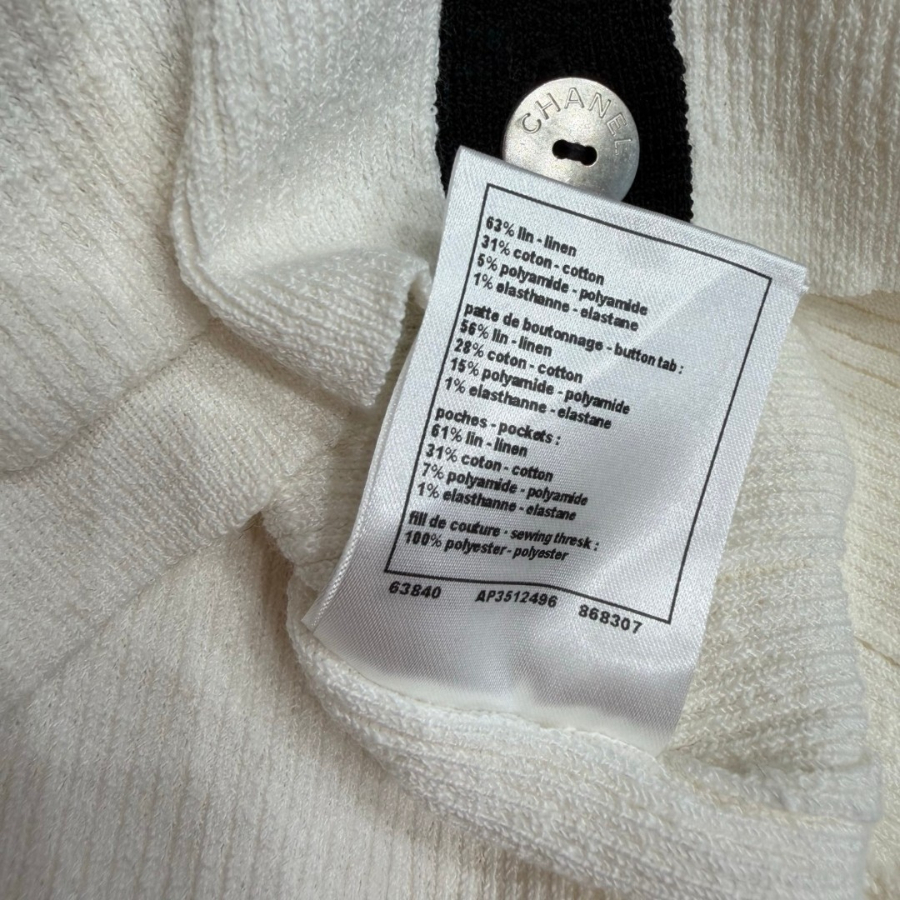 CHANEL
63% lin - linen
31% coton - cotton
5% polyamide - polyamide
1% elasthanne - elastane
patte de boutonnage - button tab :
56% lin - linen
28% coton - cotton
15% polyamide - polyamide
1% elasthanne - elastane
poches - pockets :
61% lin - linen
31% coton - cotton
7% polyamide - polyamide
1% elasthanne - elastane
fill de couture - sewing thresk :
100% polyester - polyester
63840 AP3512496 868307